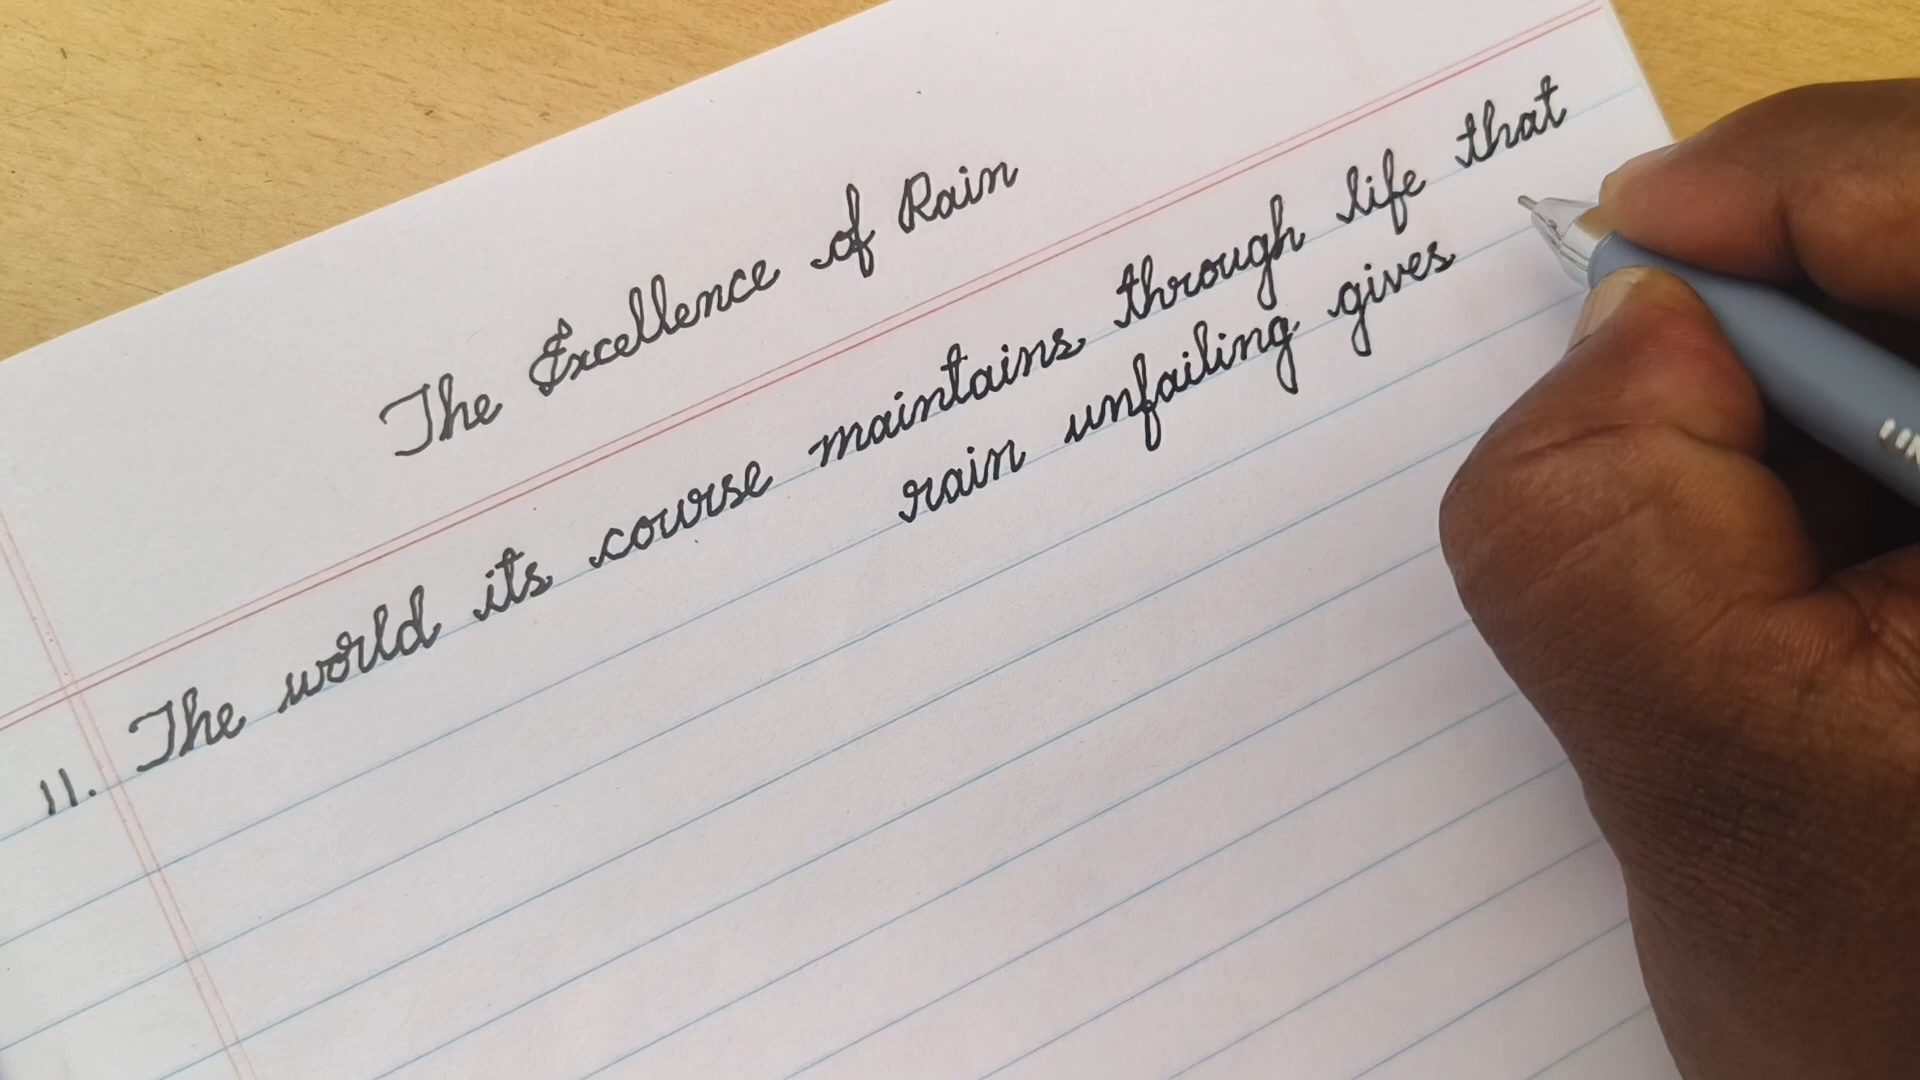 The Excellence of Rain
11. The world its course maintains through life that
rain unfailing gives